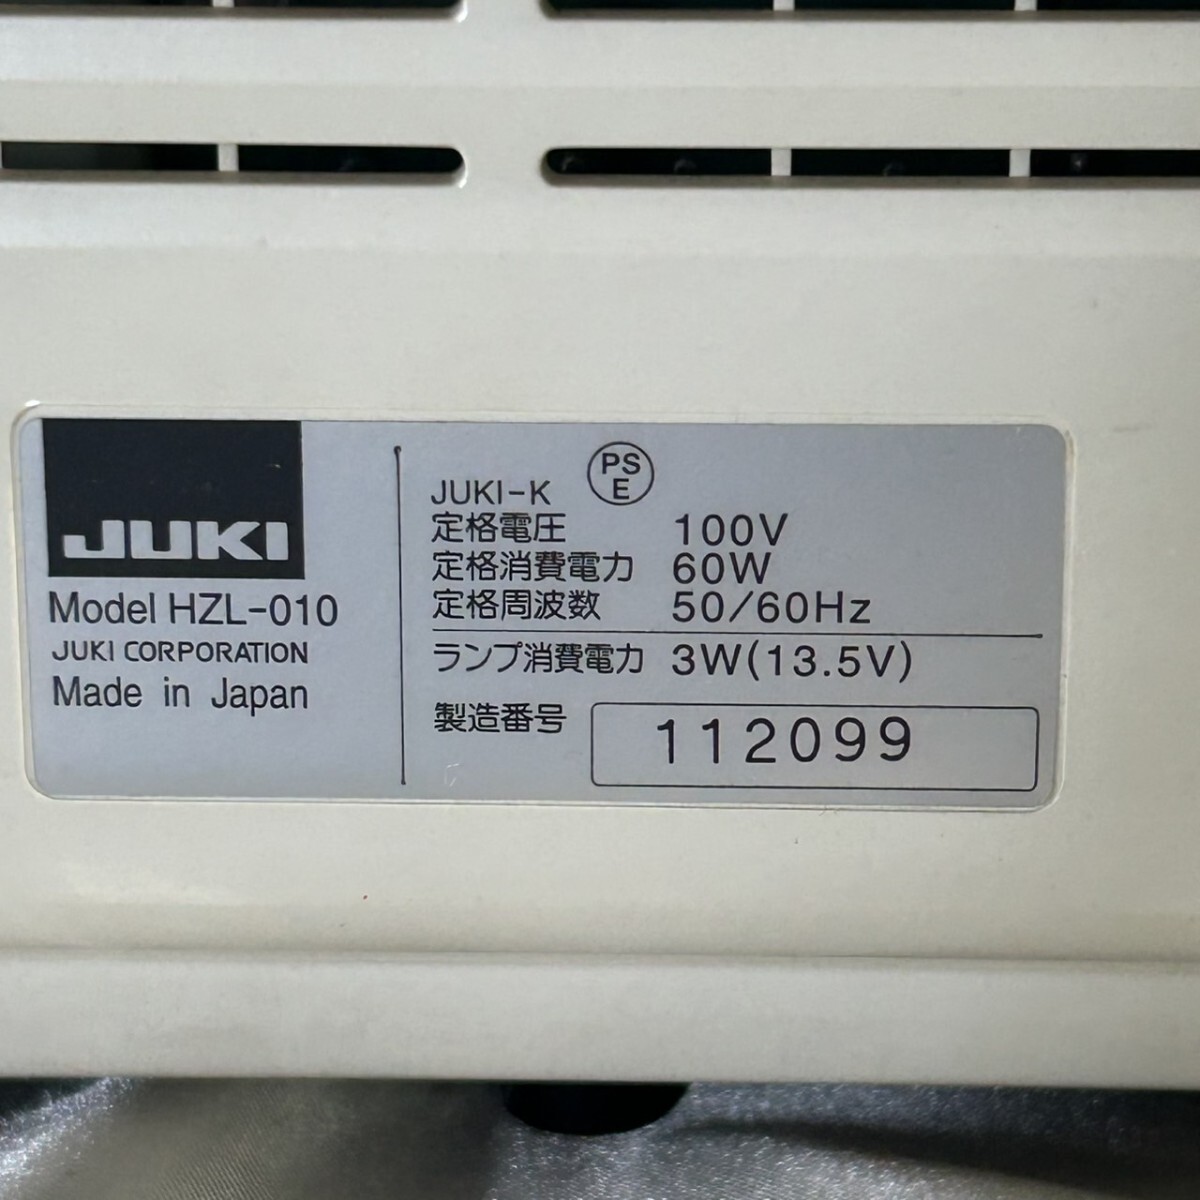 JUKI
Model HZL-010
JUKI CORPORATION
Made in Japan
JUKI-K PS E
定格電圧 100V
定格消費電力 60W
定格周波数 50/60Hz
ランプ消費電力 3W(13.5V)
製造番号 112099